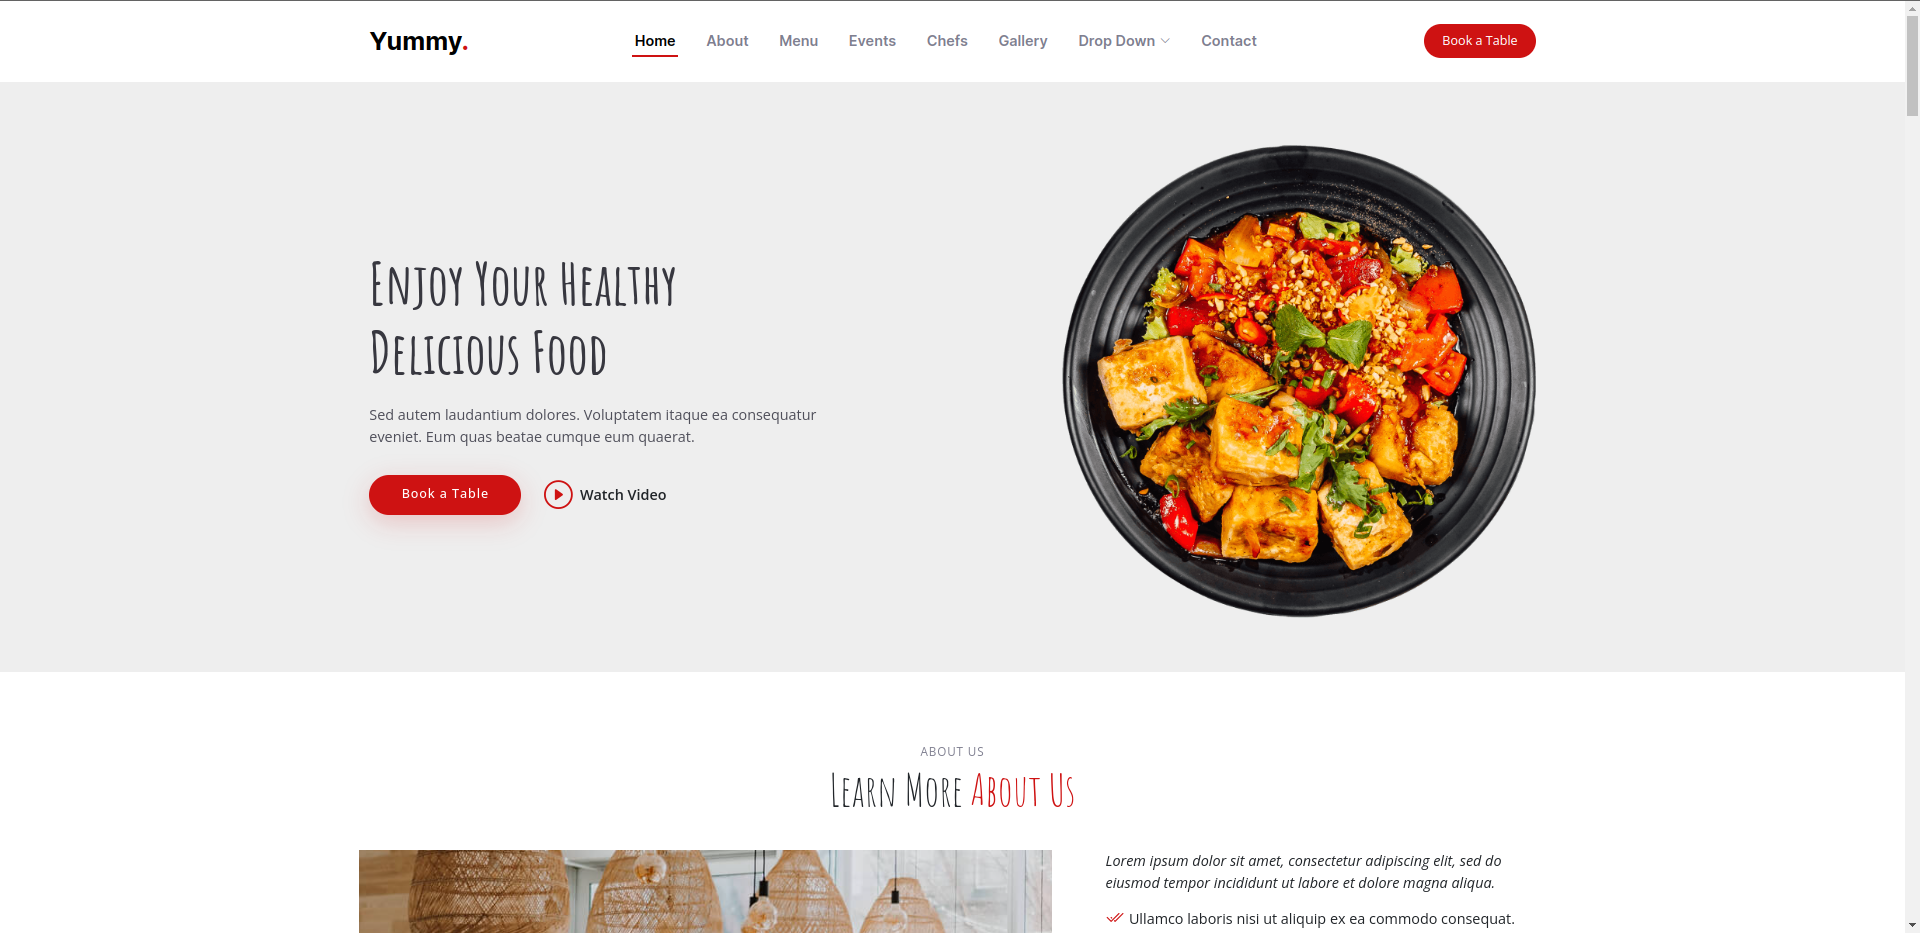 Yummy.
Home About Menu Events Chefs Gallery Drop Down Contact
Book a Table
Enjoy Your Healthy
Delicious Food
Sed autem laudantium dolores. Voluptatem itaque ea consequatur
eveniet. Eum quas beatae cumque eum quaerat.
Book a Table
Watch Video
ABOUT US
Learn More About Us
Lorem ipsum dolor sit amet, consectetur adipiscing elit, sed do
eiusmod tempor incididunt ut labore et dolore magna aliqua.
Ullamco laboris nisi ut aliquip ex ea commodo consequat.